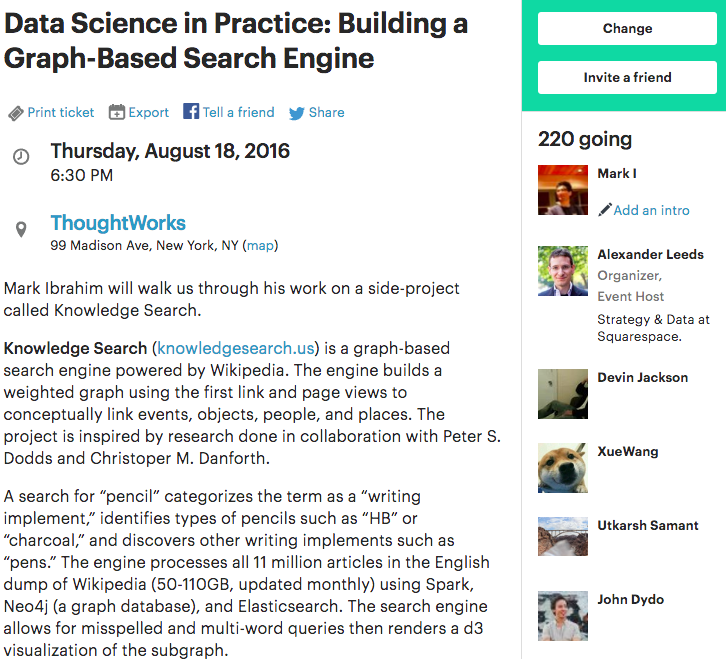 Data Science in Practice: Building a
Graph-Based Search Engine
Print ticket Export Tell a friend Share
Thursday, August 18, 2016
6:30 PM
ThoughtWorks
99 Madison Ave, New York, NY (map)
Mark Ibrahim will walk us through his work on a side-project
called Knowledge Search.
Knowledge Search (knowledgesearch.us) is a graph-based
search engine powered by Wikipedia. The engine builds a
weighted graph using the first link and page views to
conceptually link events, objects, people, and places. The
project is inspired by research done in collaboration with Peter S.
Dodds and Christoper M. Danforth.
A search for “pencil” categorizes the term as a “writing
implement,” identifies types of pencils such as “HB” or
“charcoal,” and discovers other writing implements such as
“pens.” The engine processes all 11 million articles in the English
dump of Wikipedia (50-110GB, updated monthly) using Spark,
Neo4j (a graph database), and Elasticsearch. The search engine
allows for misspelled and multi-word queries then renders a d3
visualization of the subgraph.
Change
Invite a friend
220 going
Mark I
Add an intro
Alexander Leeds
Organizer,
Event Host
Strategy & Data at
Squarespace.
Devin Jackson
XueWang
Utkarsh Samant
John Dydo